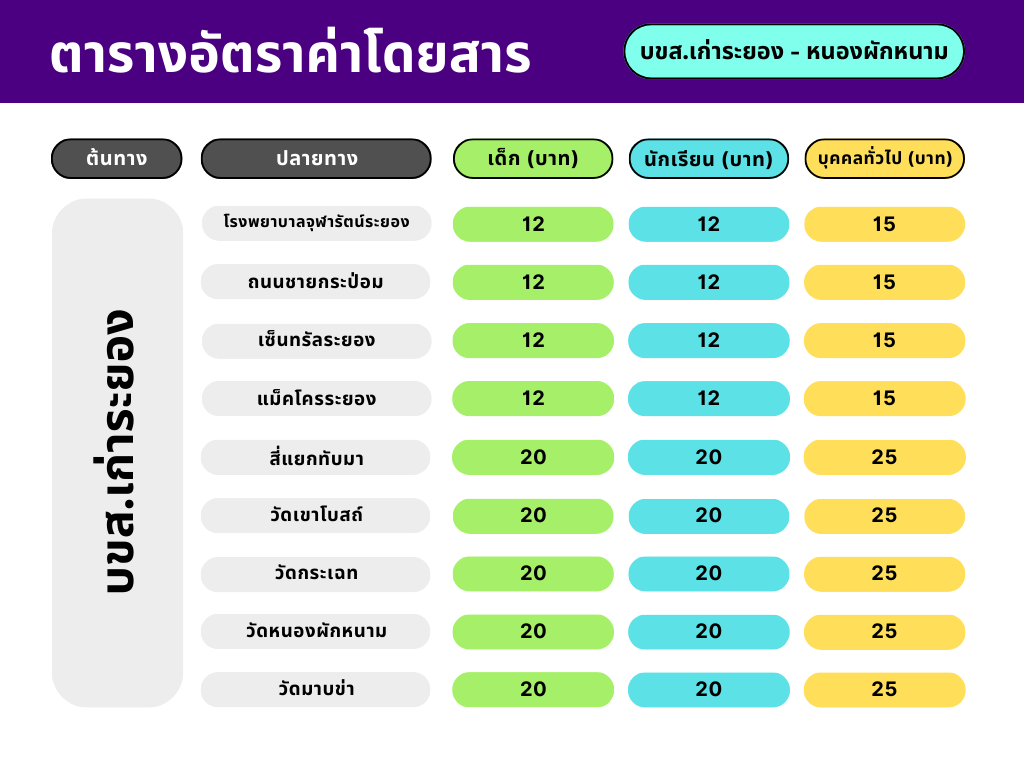 ตารางอัตราค่าโดยสาร
บขส.เก่าระยอง - หนองผักหนาม
ต้นทาง ปลายทาง เด็ก (บาท) นักเรียน (บาท) บุคคลทั่วไป (บาท)
บขส.เก่าระยอง
โรงพยาบาลจุฬารัตน์ระยอง 12 12 15
ถนนชายกระป่อม 12 12 15
เซ็นทรัลระยอง 12 12 15
แม็คโครระยอง 12 12 15
สี่แยกทับมา 20 20 25
วัดเขาโบสถ์ 20 20 25
วัดกระเฉท 20 20 25
วัดหนองผักหนาม 20 20 25
วัดมาบข่า 20 20 25